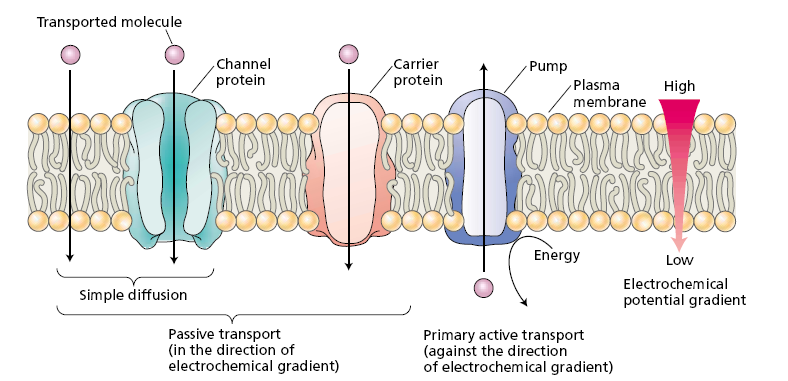 Transported molecule
Channel
protein
Carrier
protein
Pump
Plasma
membrane
High
Energy
Low
Electrochemical
potential gradient
Simple diffusion
Passive transport
(in the direction of
electrochemical gradient)
Primary active transport
(against the direction
of electrochemical gradient)